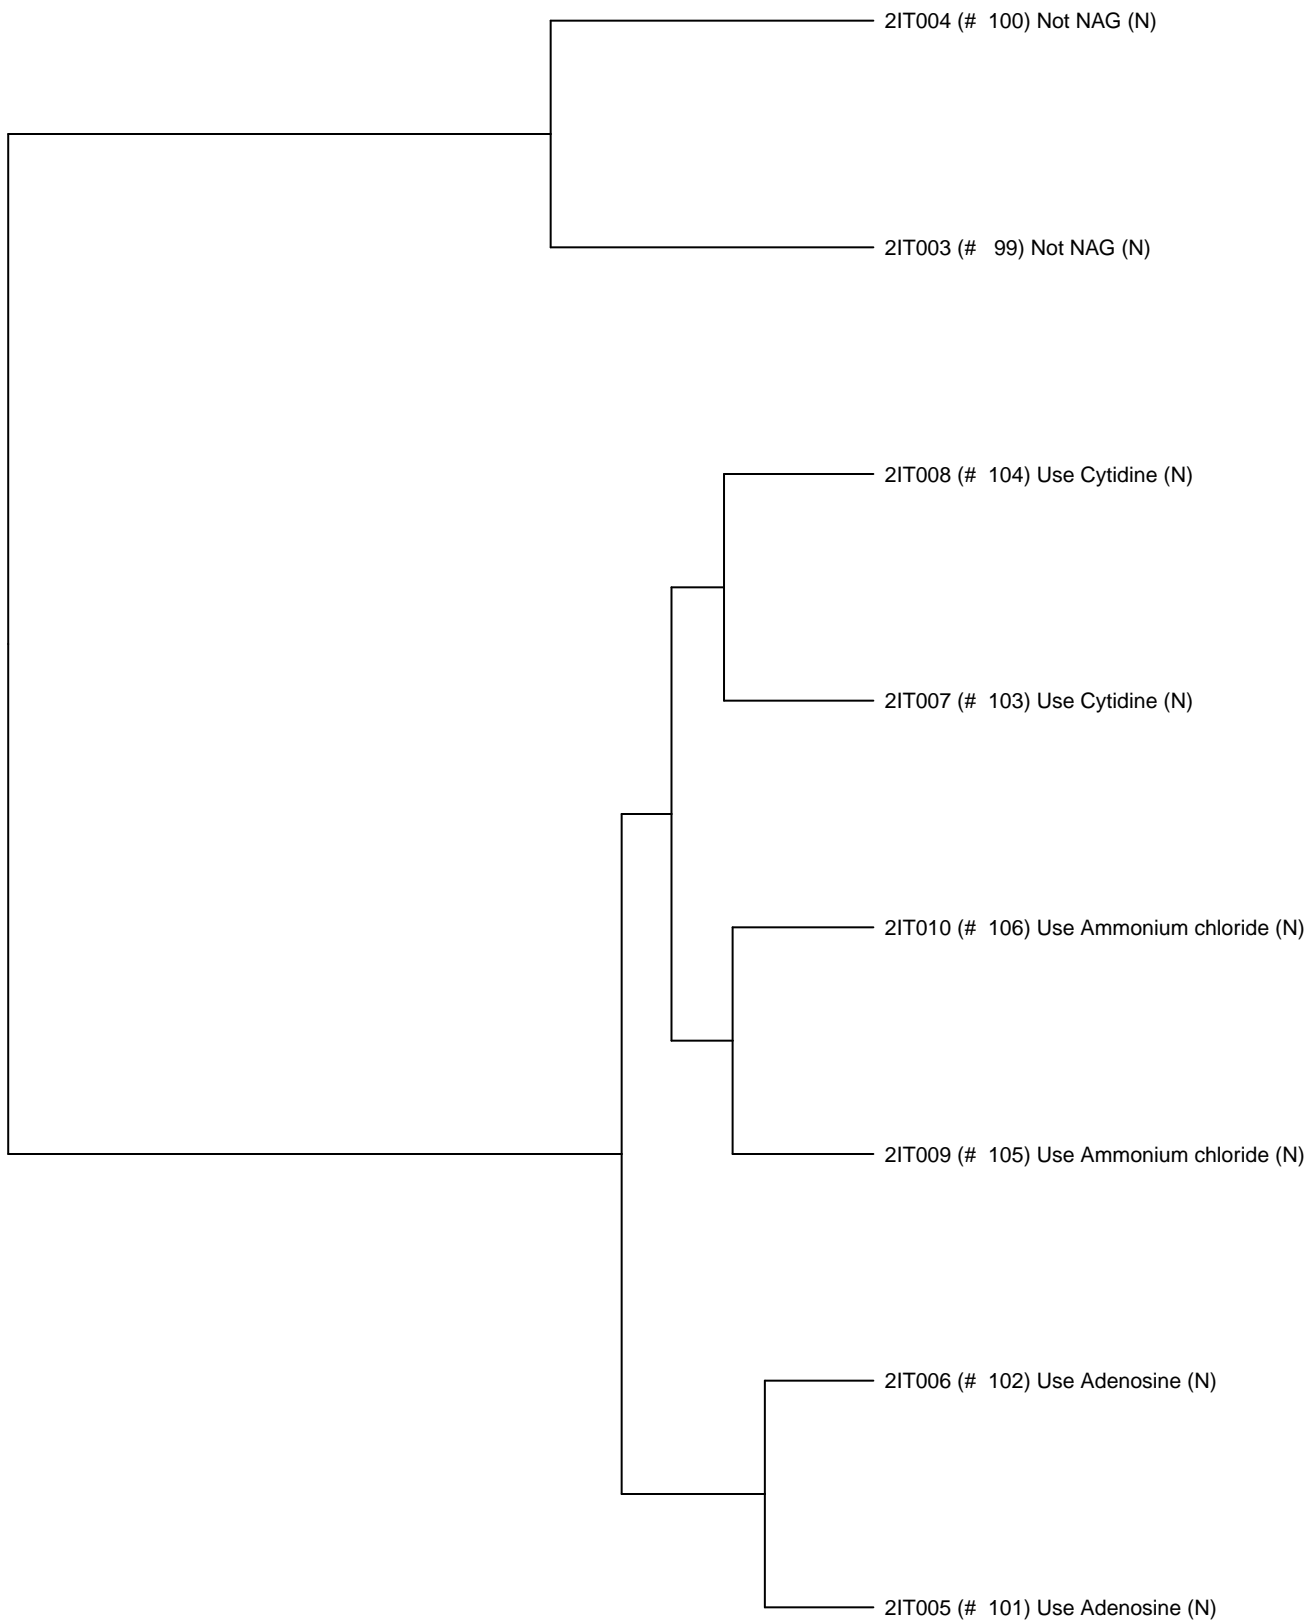 2IT004 (#  100) Not NAG (N)
2IT003 (#   99) Not NAG (N)
2IT008 (#  104) Use Cytidine (N)
2IT007 (#  103) Use Cytidine (N)
2IT010 (#  106) Use Ammonium chloride (N)
2IT009 (#  105) Use Ammonium chloride (N)
2IT006 (#  102) Use Adenosine (N)
2IT005 (#  101) Use Adenosine (N)